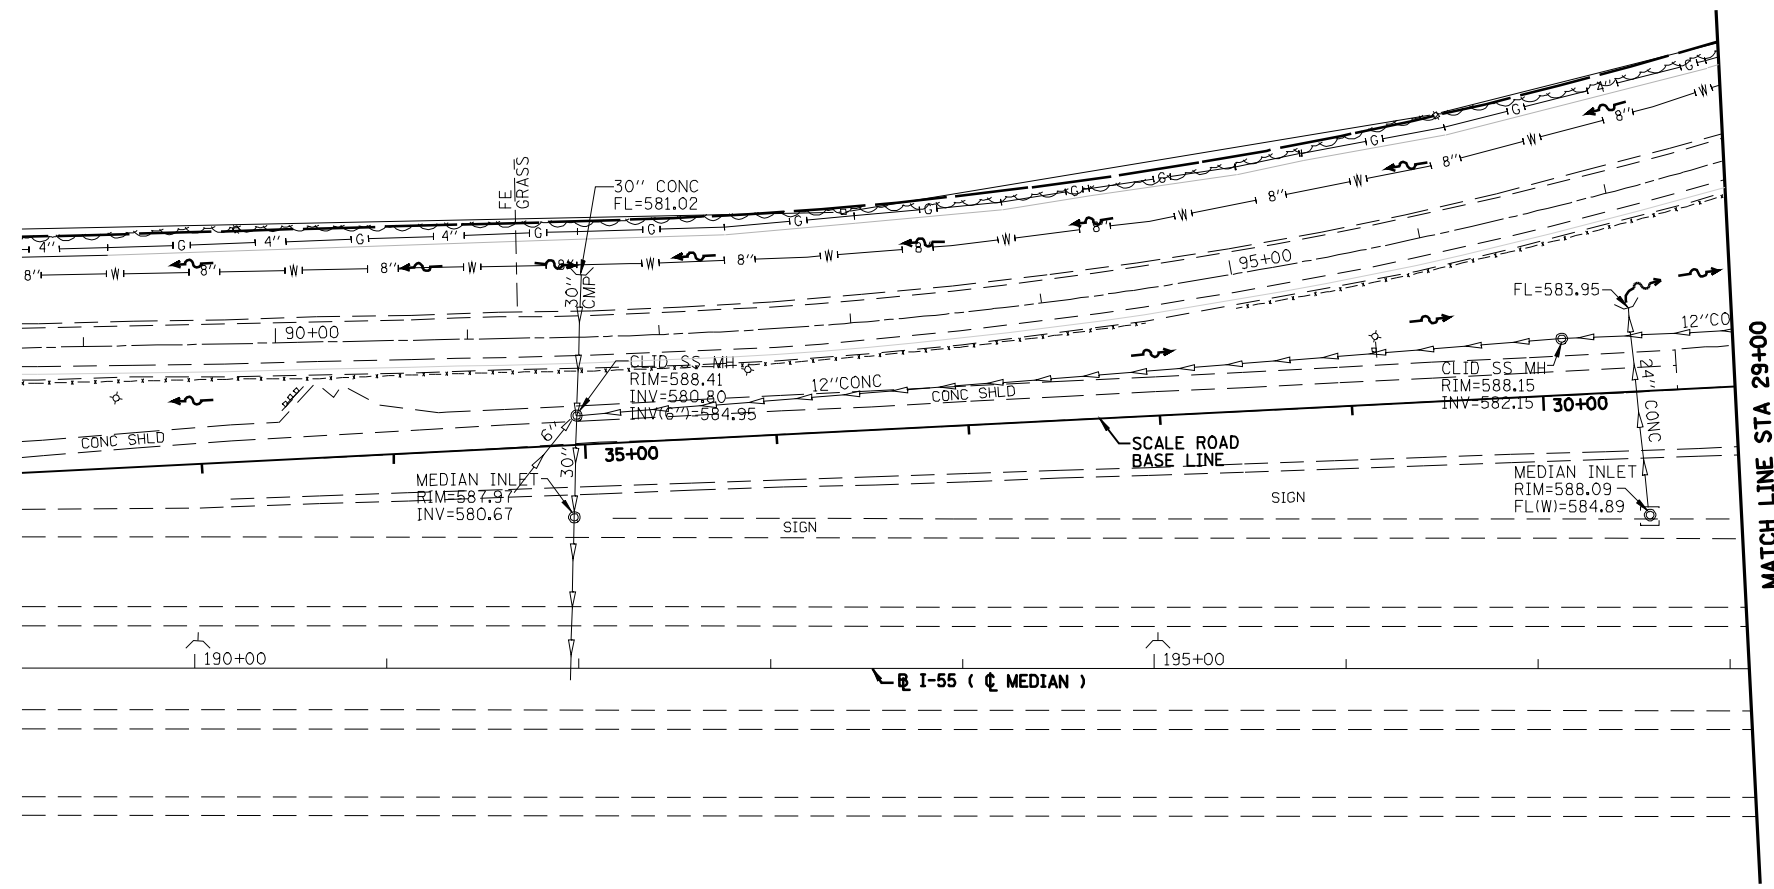 G
4"
W
8"
FE
GRASS
30" CONC
FL=581.02
4"
G
4"
G
4"
G
G
G
G
G
G
G
8"
W
8"
W
8"
W
8"
W
8"
W
8"
W
8"
W
8"
W
8"
W
8"
W
30"
CMP
90+00
95+00
FL=583.95
12"CO
CLID SS MH
RIM=588.41
INV=580.80
INV(6")=584.95
12"CONC
CONC SHLD
CLID SS MH
RIM=588.15
INV=582.15
30+00
24" CONC
CONC SHLD
6"
30"
35+00
SCALE ROAD
BASE LINE
MEDIAN INLET
RIM=587.97
INV=580.67
SIGN
SIGN
MEDIAN INLET
RIM=588.09
FL(W)=584.89
190+00
195+00
BL I-55 ( CL MEDIAN )
MATCH LINE STA 29+00